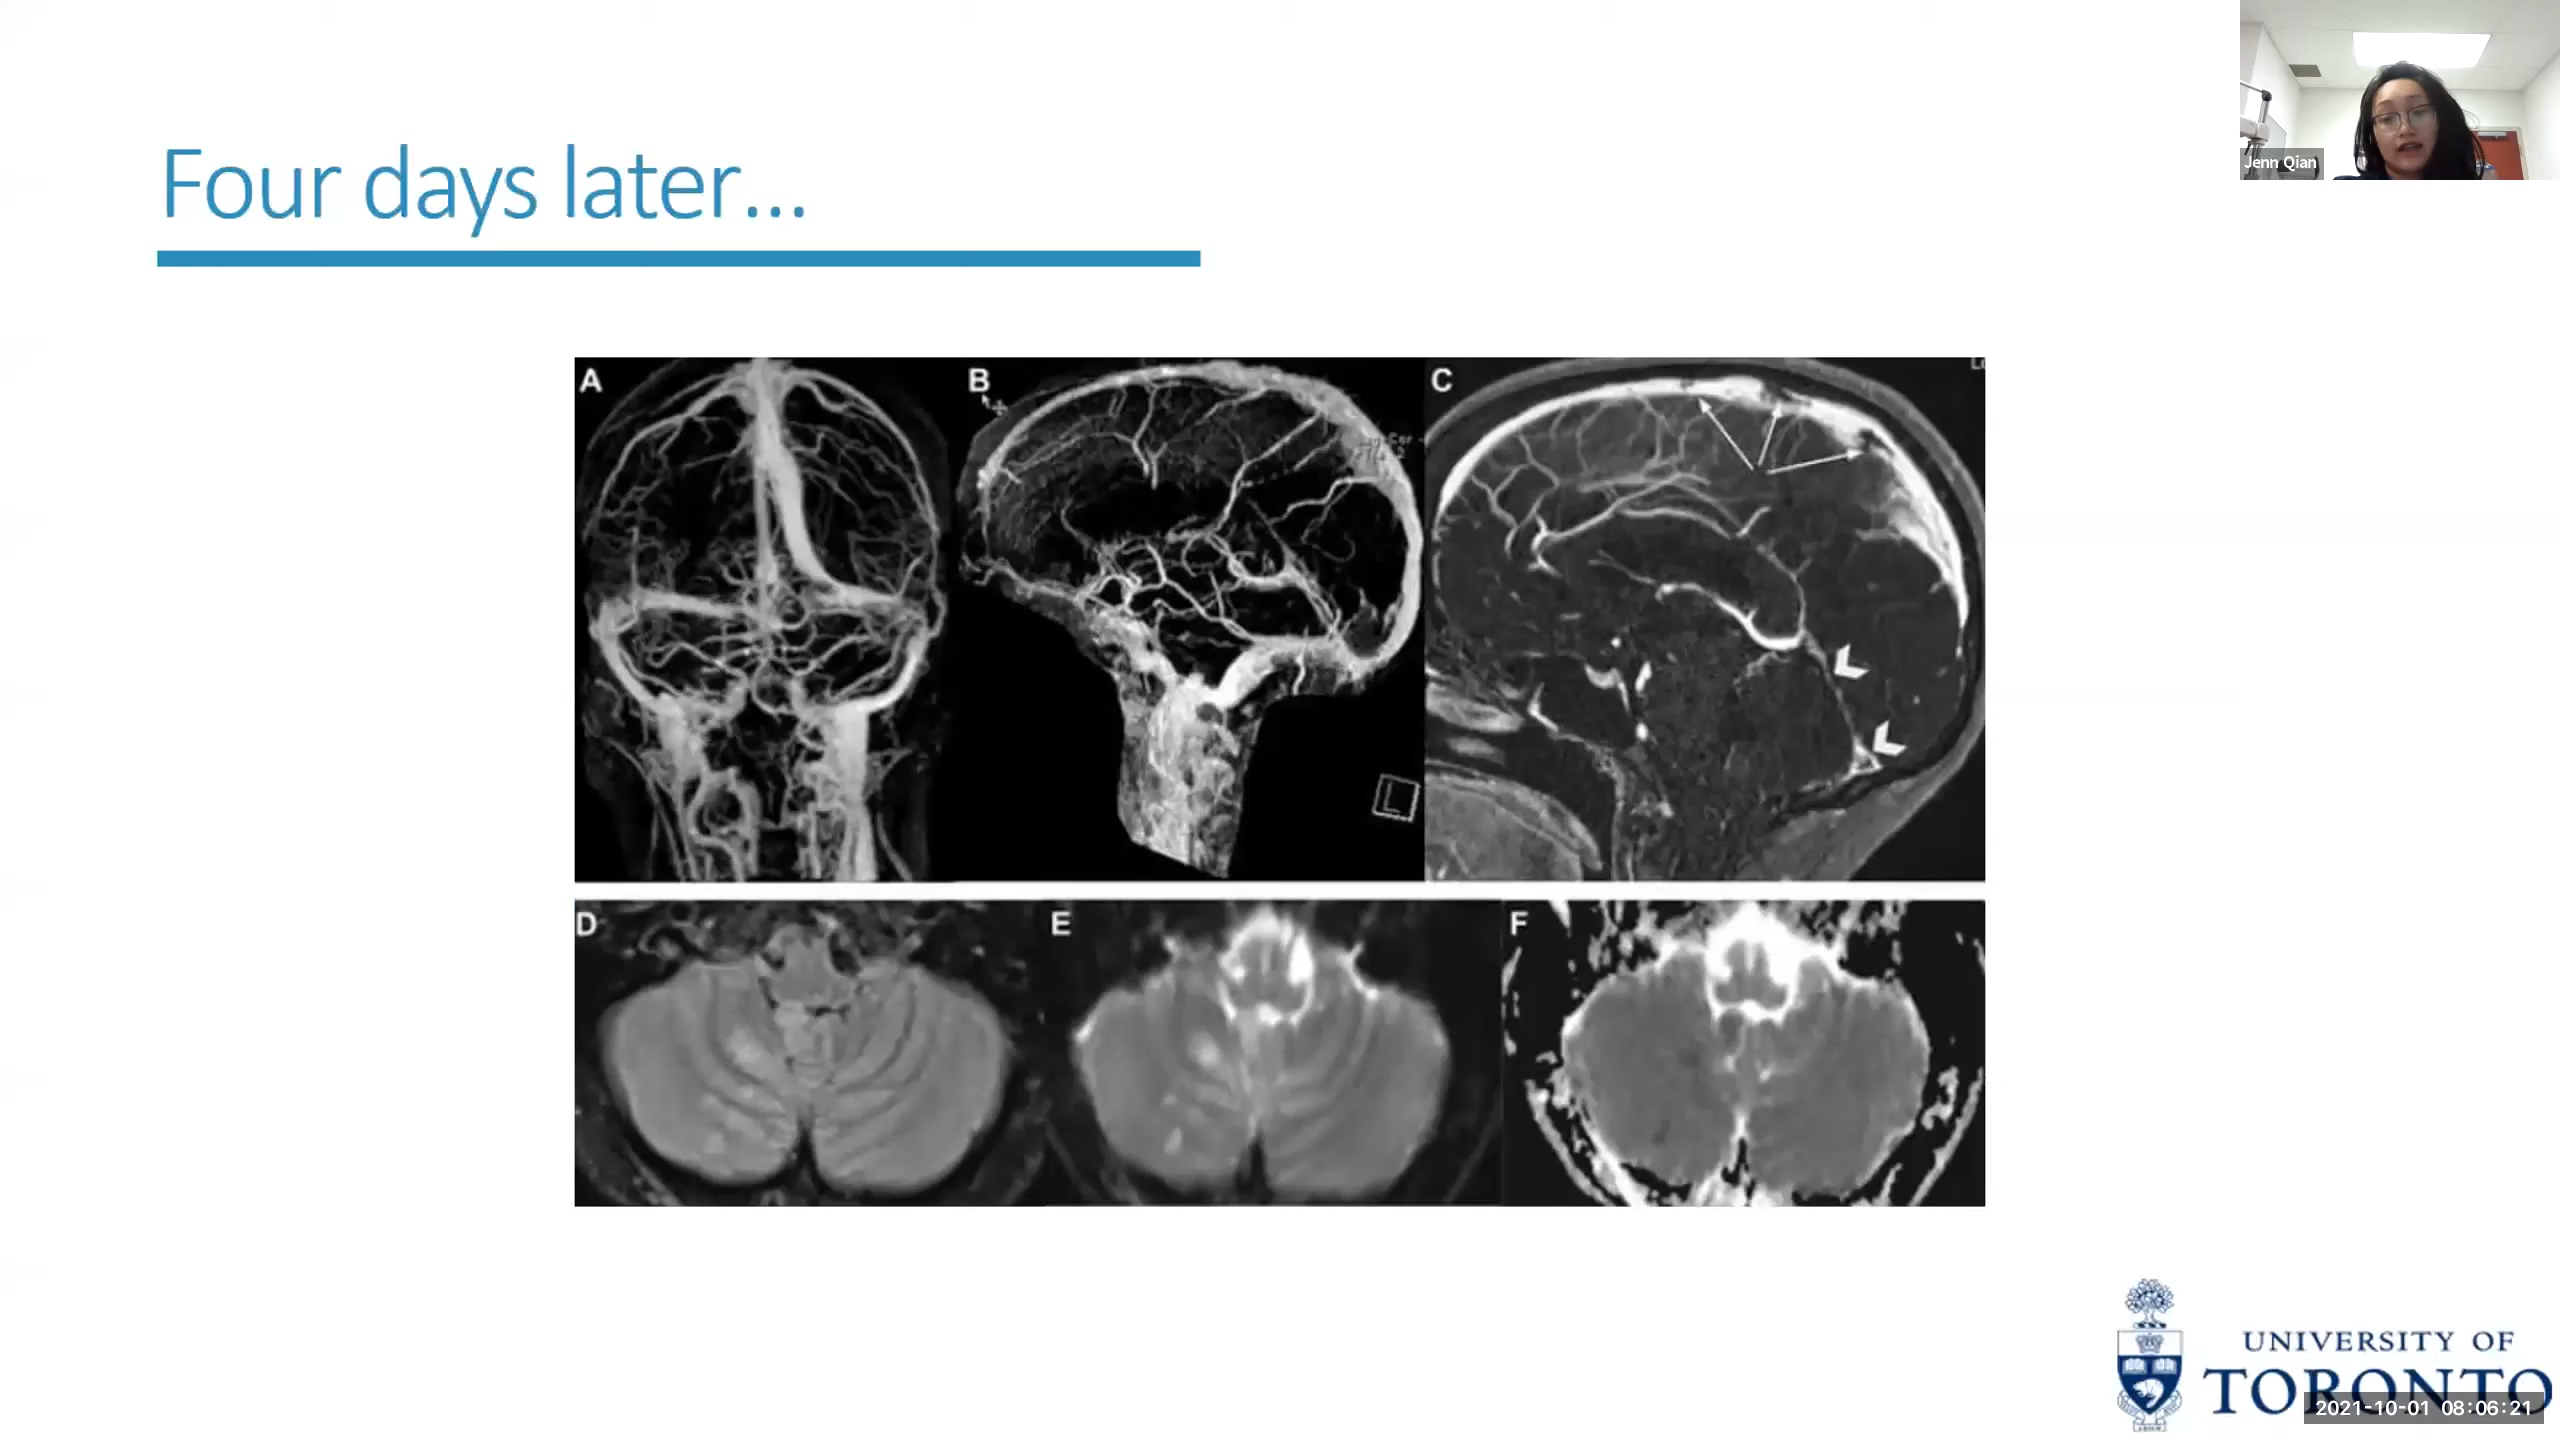 Jenn Qian
Four days later...
A
B
C
L
D
E
F
UNIVERSITY OF
TORONTO
2021-10-01 08:06:21